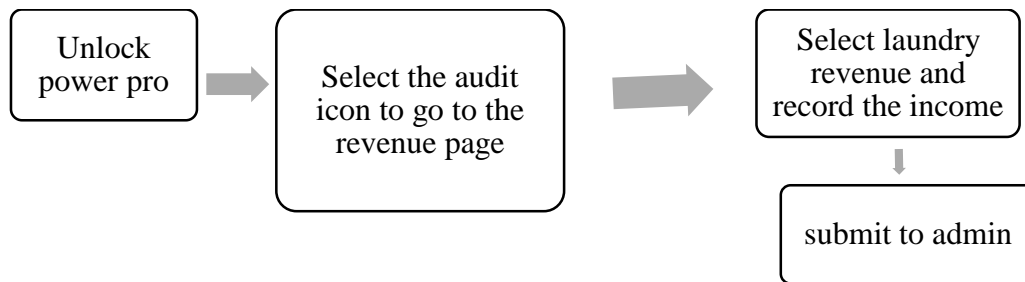 Unlock
power pro
Select the audit
icon to go to the
revenue page
Select laundry
revenue and
record the income
submit to admin